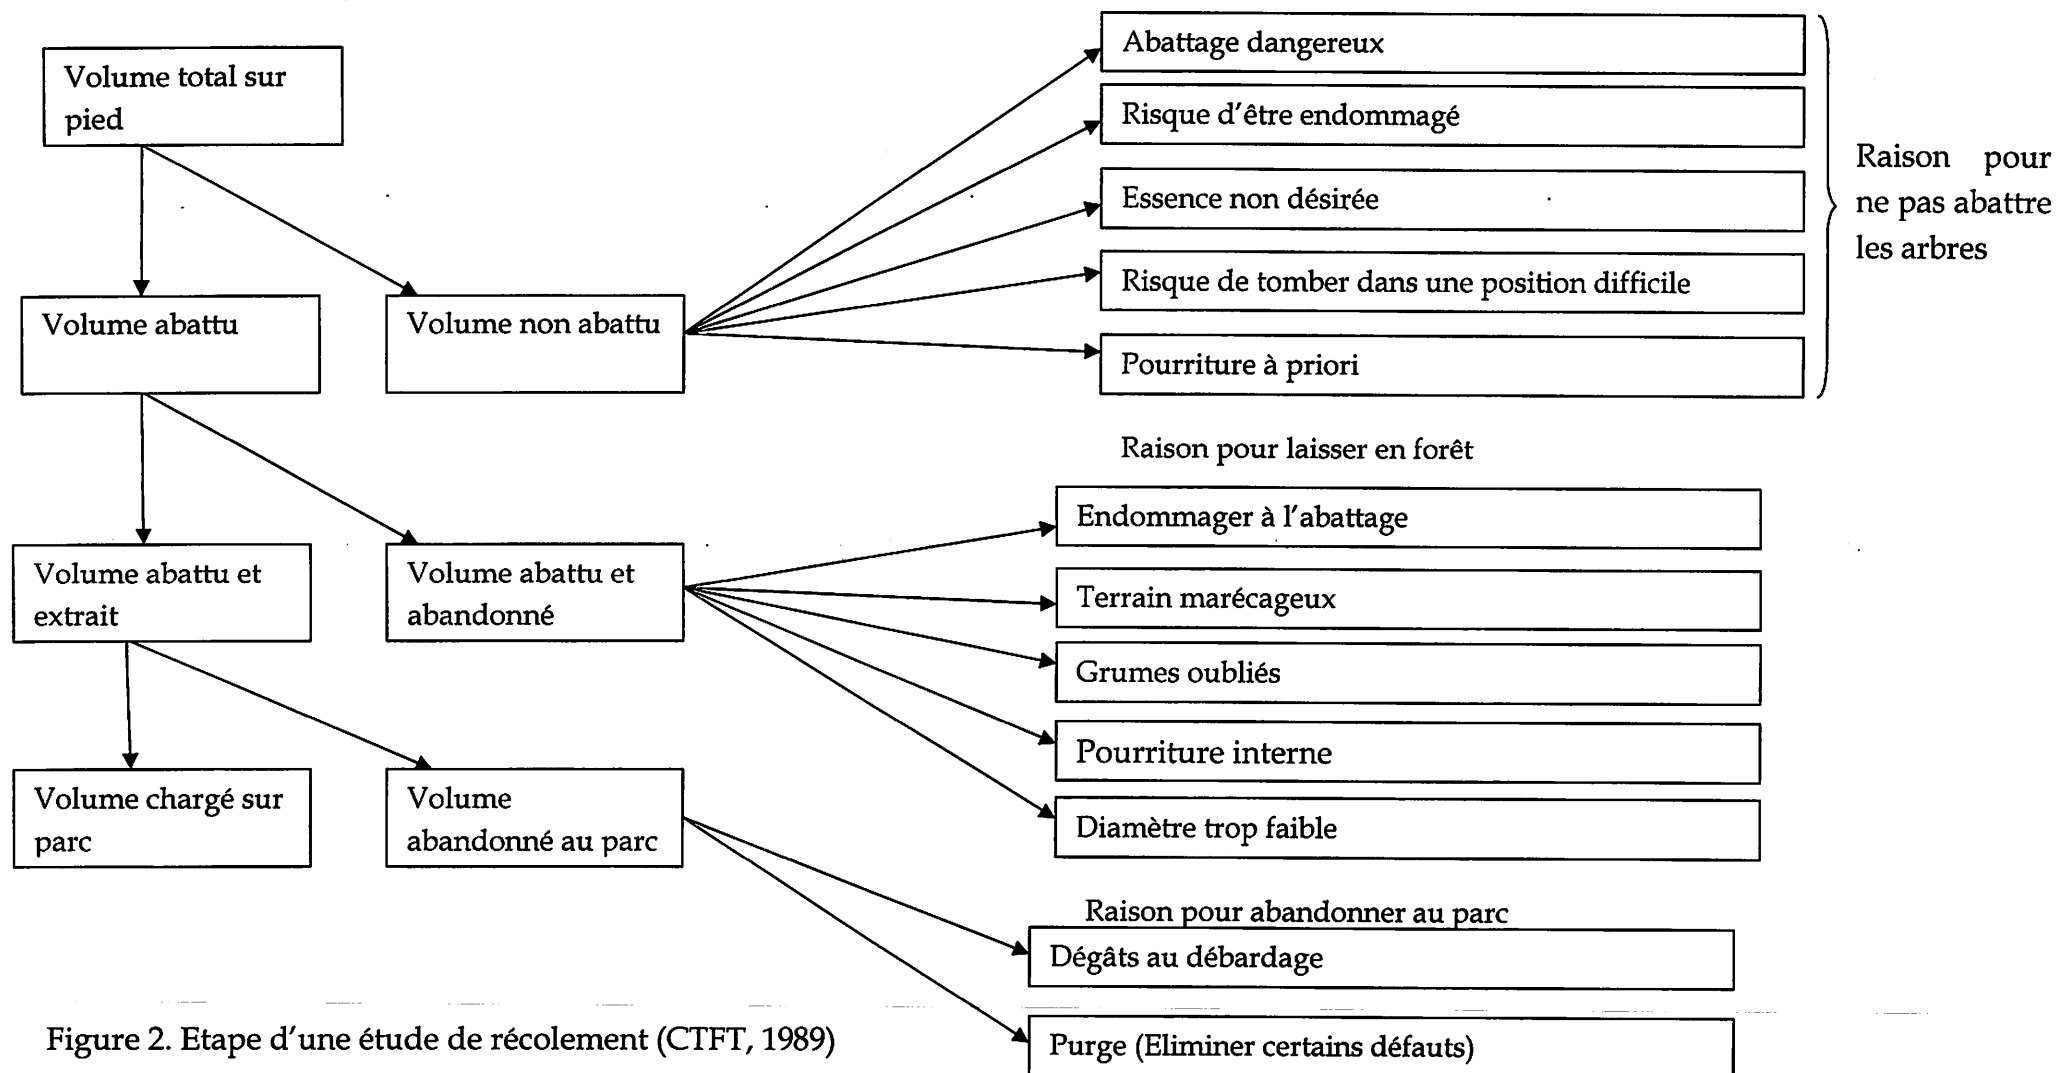 Volume total sur
pied
Abattage dangereux
Risque d'être endommagé
Essence non désirée
Risque de tomber dans une position difficile
Pourriture à priori
Raison pour
ne pas abattre
les arbres
Volume abattu
Volume non abattu
Raison pour laisser en forêt
Endommager à l'abattage
Terrain marécageux
Grumes oubliés
Pourriture interne
Diamètre trop faible
Volume abattu et
extrait
Volume abattu et
abandonné
Volume chargé sur
parc
Volume
abandonné au parc
Raison pour abandonner au parc
Dégâts au débardage
Purge (Eliminer certains défauts)
Figure 2. Etape d'une étude de récolement (CTFT, 1989)